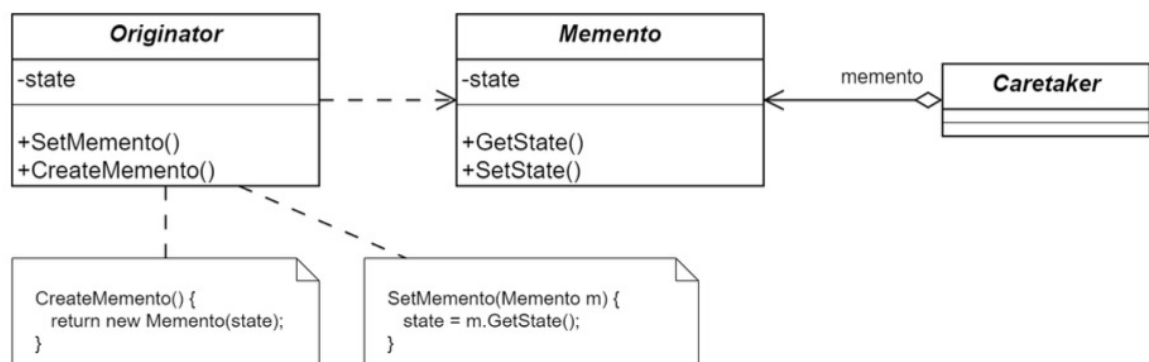 Originator
-state
+SetMemento()
+CreateMemento()
Memento
-state
+GetState()
+SetState()
memento
Caretaker
CreateMemento() {
return new Memento(state);
}
SetMemento(Memento m) {
state = m.GetState();
}